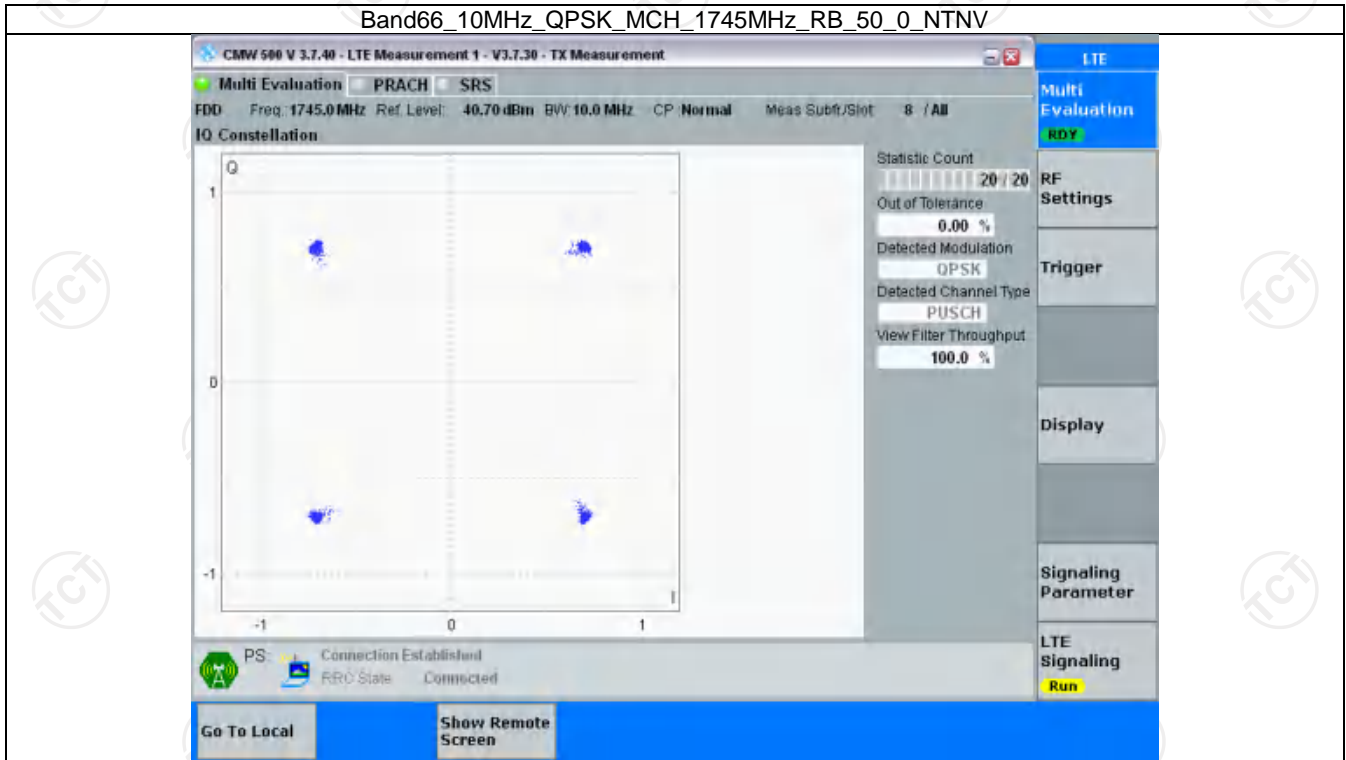 Band66_10MHz_QPSK_MCH_1745MHz_RB_50_0_NTNV
CMW 500 V 3.7.40 - LTE Measurement 1 - V3.7.30 - TX Measurement
LTE
Multi Evaluation PRACH SRS
FDD Freq.: 1745.0 MHz Ref. Level: 40.70 dBm BW: 10.0 MHz CP: Normal Meas Subfr./Slot: 8 / All
IQ Constellation
Multi
Evaluation
RDY
Q
1
0
-1
I
-1 0 1
Statistic Count
20 / 20
Out of Tolerance
0.00 %
Detected Modulation
QPSK
Detected Channel Type
PUSCH
View Filter Throughput
100.0 %
RF
Settings
Trigger
Display
Signaling
Parameter
LTE
Signaling
Run
PS: Connection Established
RRC State Connected
Go To Local
Show Remote
Screen
TCT
TCT
TCT
TCT